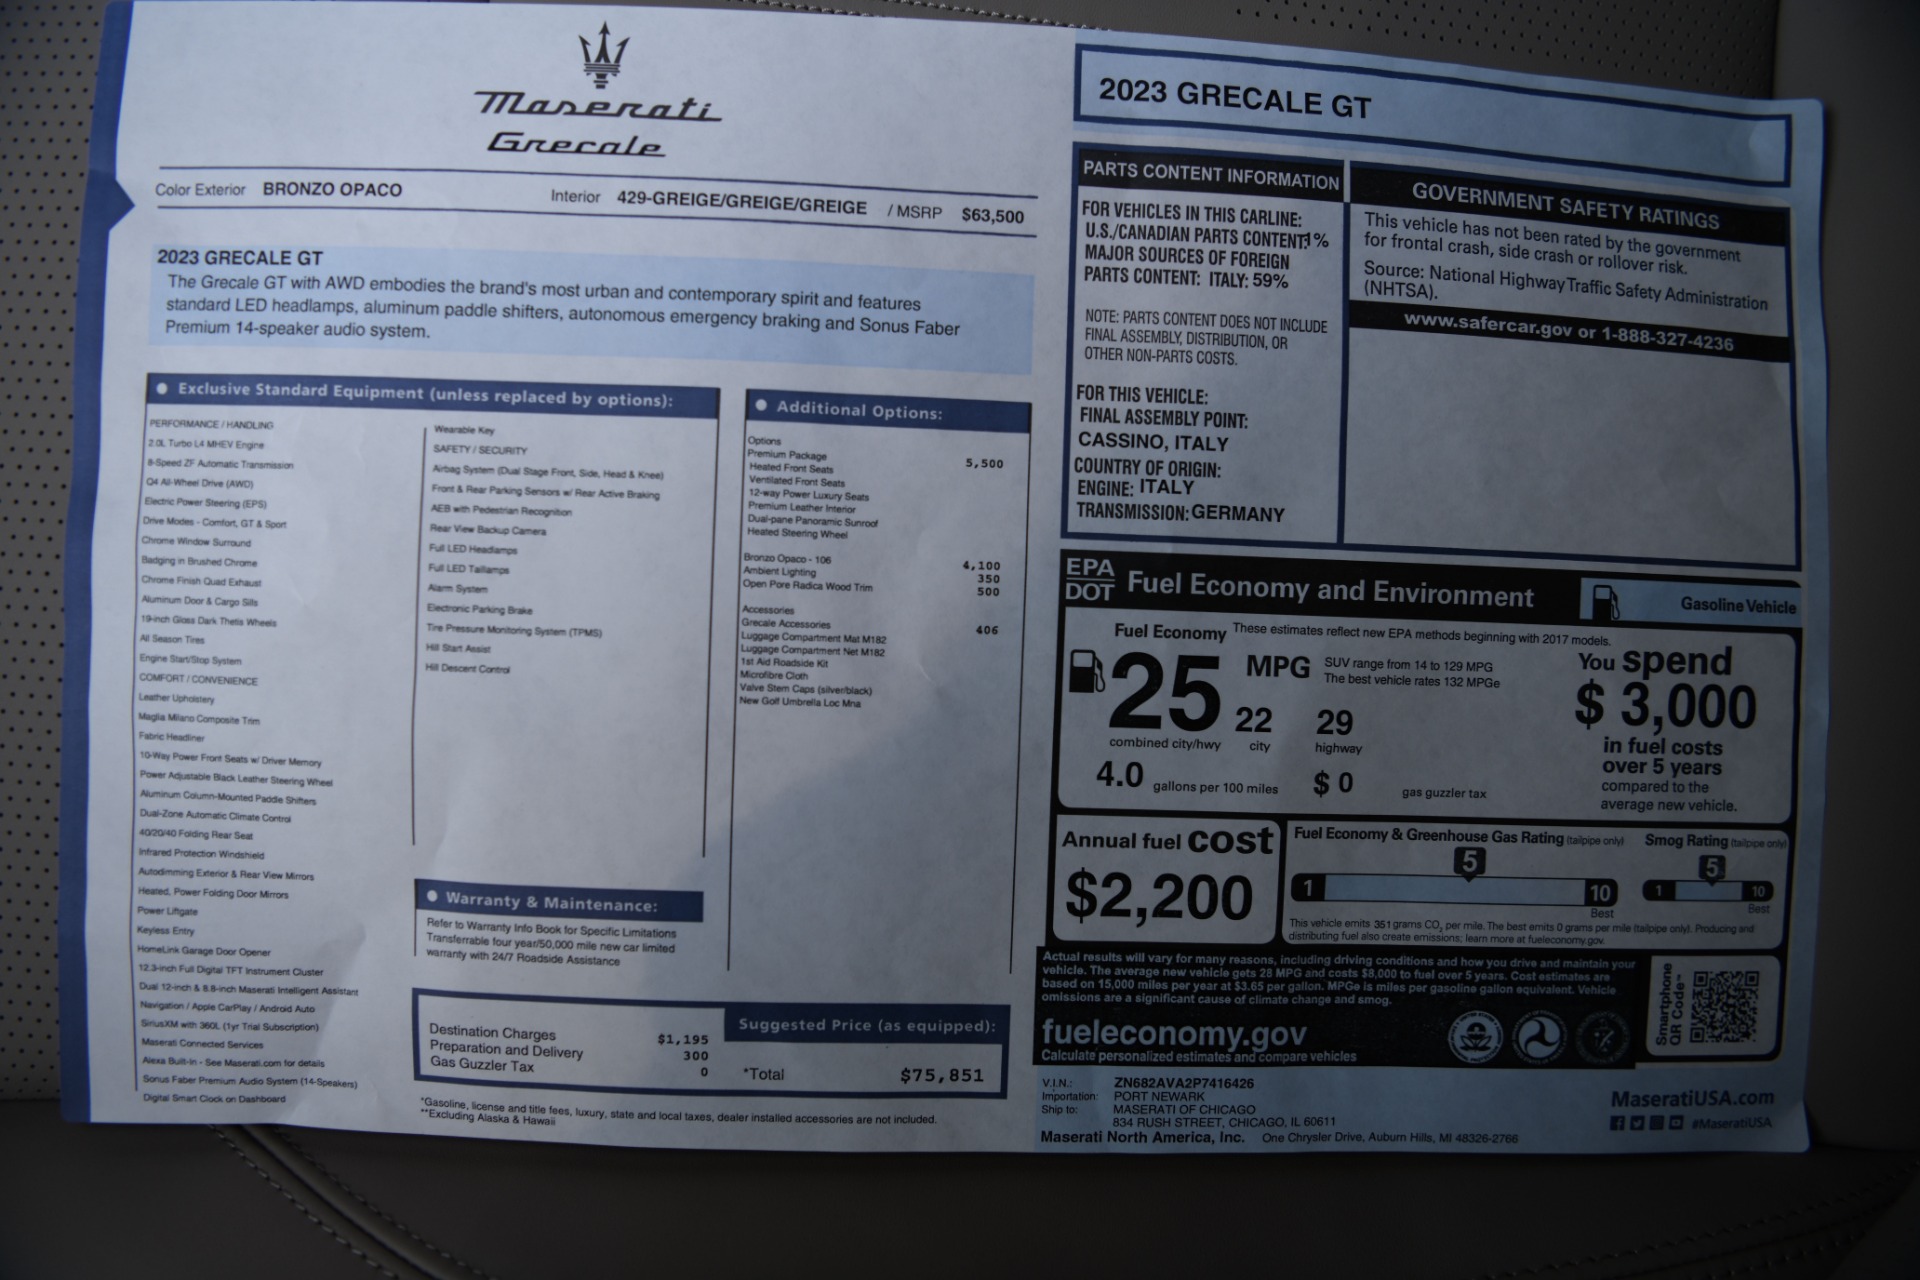 Maserati
Grecale
Color Exterior BRONZO OPACO Interior 429-GREIGE/GREIGE/GREIGE / MSRP $63,500
2023 GRECALE GT
The Grecale GT with AWD embodies the brand's most urban and contemporary spirit and features
standard LED headlamps, aluminum paddle shifters, autonomous emergency braking and Sonus Faber
Premium 14-speaker audio system.
Exclusive Standard Equipment (unless replaced by options):
PERFORMANCE / HANDLING
2.0L Turbo L4 MHEV Engine
8-Speed ZF Automatic Transmission
Q4 All-Wheel Drive (AWD)
Electric Power Steering (EPS)
Drive Modes - Comfort, GT & Sport
Chrome Window Surround
Badging in Brushed Chrome
Chrome Finish Quad Exhaust
Aluminum Door & Cargo Sills
19-inch Gloss Dark Thetis Wheels
All Season Tires
Engine Start/Stop System
COMFORT / CONVENIENCE
Leather Upholstery
Maglia Milano Composite Trim
Fabric Headliner
10-Way Power Front Seats w/ Driver Memory
Power Adjustable Black Leather Steering Wheel
Aluminum Column-Mounted Paddle Shifters
Dual-Zone Automatic Climate Control
40/20/40 Folding Rear Seat
Infrared Protection Windshield
Autodimming Exterior & Rear View Mirrors
Heated, Power Folding Door Mirrors
Power Liftgate
Keyless Entry
HomeLink Garage Door Opener
12.3-inch Full Digital TFT Instrument Cluster
Dual 12-inch & 8.8-inch Maserati Intelligent Assistant
Navigation / Apple CarPlay / Android Auto
SiriusXM with 360L (1yr Trial Subscription)
Maserati Connected Services
Alexa Built-in - See Maserati.com for details
Sonus Faber Premium Audio System (14-Speakers)
Digital Smart Clock on Dashboard
Wearable Key
SAFETY / SECURITY
Airbag System (Dual Stage Front, Side, Head & Knee)
Front & Rear Parking Sensors w/ Rear Active Braking
AEB with Pedestrian Recognition
Rear View Backup Camera
Full LED Headlamps
Full LED Taillamps
Alarm System
Electronic Parking Brake
Tire Pressure Monitoring System (TPMS)
Hill Start Assist
Hill Descent Control
Warranty & Maintenance:
Refer to Warranty Info Book for Specific Limitations
Transferrable four year/50,000 mile new car limited
warranty with 24/7 Roadside Assistance
Additional Options:
Options
Premium Package 5,500
Heated Front Seats
Ventilated Front Seats
12-way Power Luxury Seats
Premium Leather Interior
Dual-pane Panoramic Sunroof
Heated Steering Wheel
Bronzo Opaco - 106 4,100
Ambient Lighting 350
Open Pore Radica Wood Trim 500
Accessories
Grecale Accessories 406
Luggage Compartment Mat M182
Luggage Compartment Net M182
1st Aid Roadside Kit
Microfibre Cloth
Valve Stem Caps (silver/black)
New Golf Umbrella Loc Mna
Destination Charges $1,195
Preparation and Delivery 300
Gas Guzzler Tax 0
Suggested Price (as equipped):
*Total $75,851
*Gasoline, license and title fees, luxury, state and local taxes, dealer installed accessories are not included.
**Excluding Alaska & Hawaii
2023 GRECALE GT
PARTS CONTENT INFORMATION
FOR VEHICLES IN THIS CARLINE:
U.S./CANADIAN PARTS CONTENT:1%
MAJOR SOURCES OF FOREIGN
PARTS CONTENT: ITALY: 59%
NOTE: PARTS CONTENT DOES NOT INCLUDE
FINAL ASSEMBLY, DISTRIBUTION, OR
OTHER NON-PARTS COSTS.
FOR THIS VEHICLE:
FINAL ASSEMBLY POINT:
CASSINO, ITALY
COUNTRY OF ORIGIN:
ENGINE: ITALY
TRANSMISSION: GERMANY
GOVERNMENT SAFETY RATINGS
This vehicle has not been rated by the government
for frontal crash, side crash or rollover risk.
Source: National Highway Traffic Safety Administration
(NHTSA).
www.safercar.gov or 1-888-327-4236
EPA
DOT Fuel Economy and Environment
Gasoline Vehicle
Fuel Economy These estimates reflect new EPA methods beginning with 2017 models.
25 MPG
SUV range from 14 to 129 MPG
The best vehicle rates 132 MPGe
22 29
combined city/hwy city highway
4.0 gallons per 100 miles $ 0 gas guzzler tax
You spend
$ 3,000
in fuel costs
over 5 years
compared to the
average new vehicle.
Annual fuel cost
$2,200
Fuel Economy & Greenhouse Gas Rating (tailpipe only)
5
1 10
Best
Smog Rating (tailpipe only)
5
1 10
Best
This vehicle emits 351 grams CO2 per mile. The best emits 0 grams per mile (tailpipe only). Producing and
distributing fuel also create emissions; learn more at fueleconomy.gov.
Actual results will vary for many reasons, including driving conditions and how you drive and maintain your
vehicle. The average new vehicle gets 28 MPG and costs $8,000 to fuel over 5 years. Cost estimates are
based on 15,000 miles per year at $3.65 per gallon. MPGe is miles per gasoline gallon equivalent. Vehicle
omissions are a significant cause of climate change and smog.
fueleconomy.gov
Calculate personalized estimates and compare vehicles
Smartphone
QR Code™
V.I.N.: ZN682AVA2P7416426
Importation: PORT NEWARK
Ship to: MASERATI OF CHICAGO
834 RUSH STREET, CHICAGO, IL 60611
Maserati North America, Inc. One Chrysler Drive, Auburn Hills, MI 48326-2766
MaseratiUSA.com
#MaseratiUSA